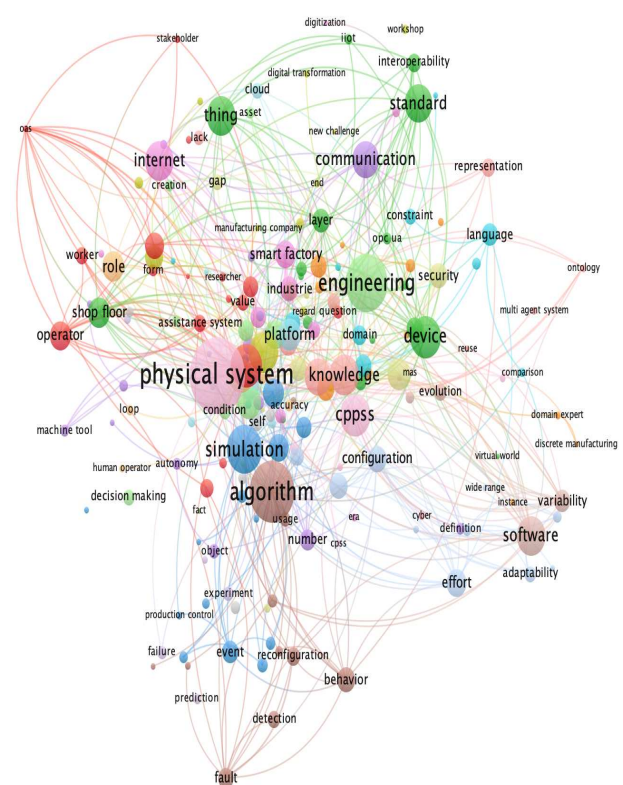 digitization
workshop
stakeholder
iiot
interoperability
digital transformation
cloud
standard
thing
asset
oas
new challenge
lack
internet
communication
representation
creation
gap
end
layer
constraint
manufacturing company
opc ua
language
worker
smart factory
role
form
ontology
researcher
engineering
security
industrie
value
shop floor
regard
question
multi agent system
assistance system
operator
platform
domain
device
reuse
physical system
knowledge
mas
comparison
evolution
condition
accuracy
loop
self
cppss
domain expert
machine tool
discrete manufacturing
simulation
virtual world
human operator
autonomy
configuration
wide range
decision making
algorithm
instance
variability
fact
usage
era
cyber
definition
software
number
cpss
object
effort
adaptability
experiment
production control
failure
event
reconfiguration
behavior
prediction
detection
fault